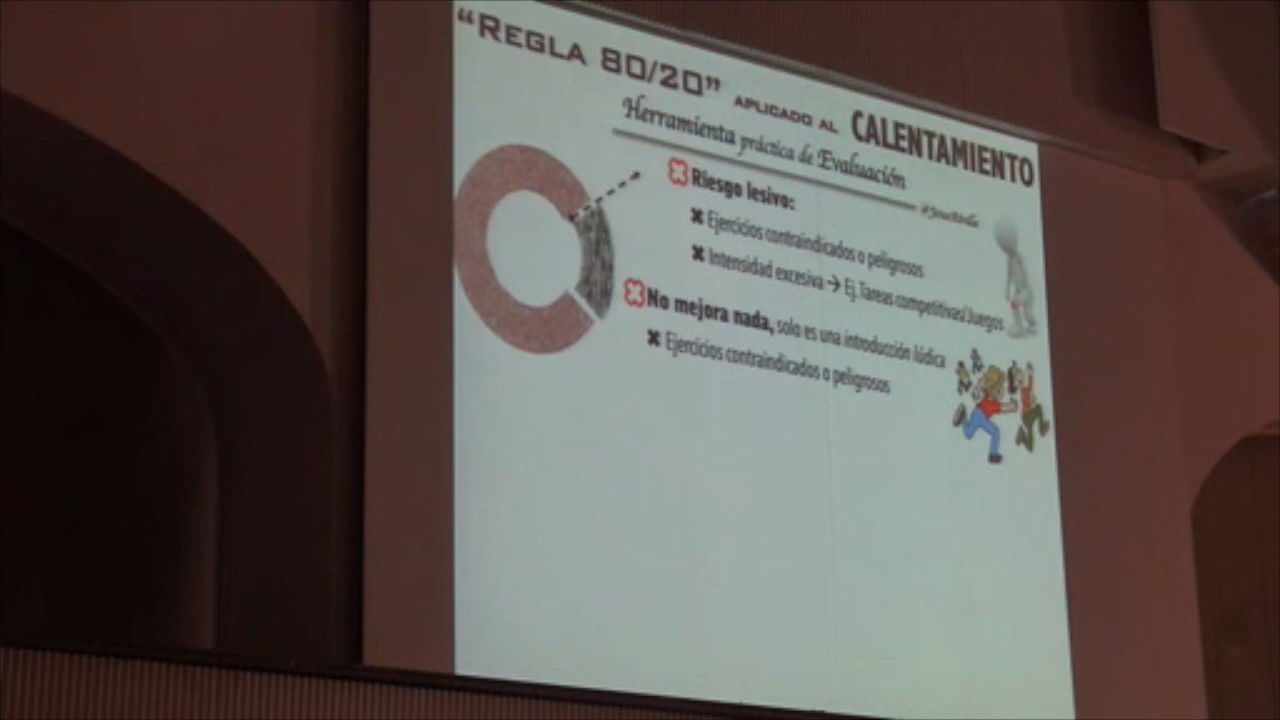 “REGLA 80/20” APLICADO AL CALENTAMIENTO
Herramienta práctica de Evaluación
Riesgo lesivo:
Ejercicios contraindicados o peligrosos
Intensidad excesiva → Ej. Tareas competitivas/Juegos
No mejora nada, solo es una introducción lúdica
Ejercicios contraindicados o peligrosos